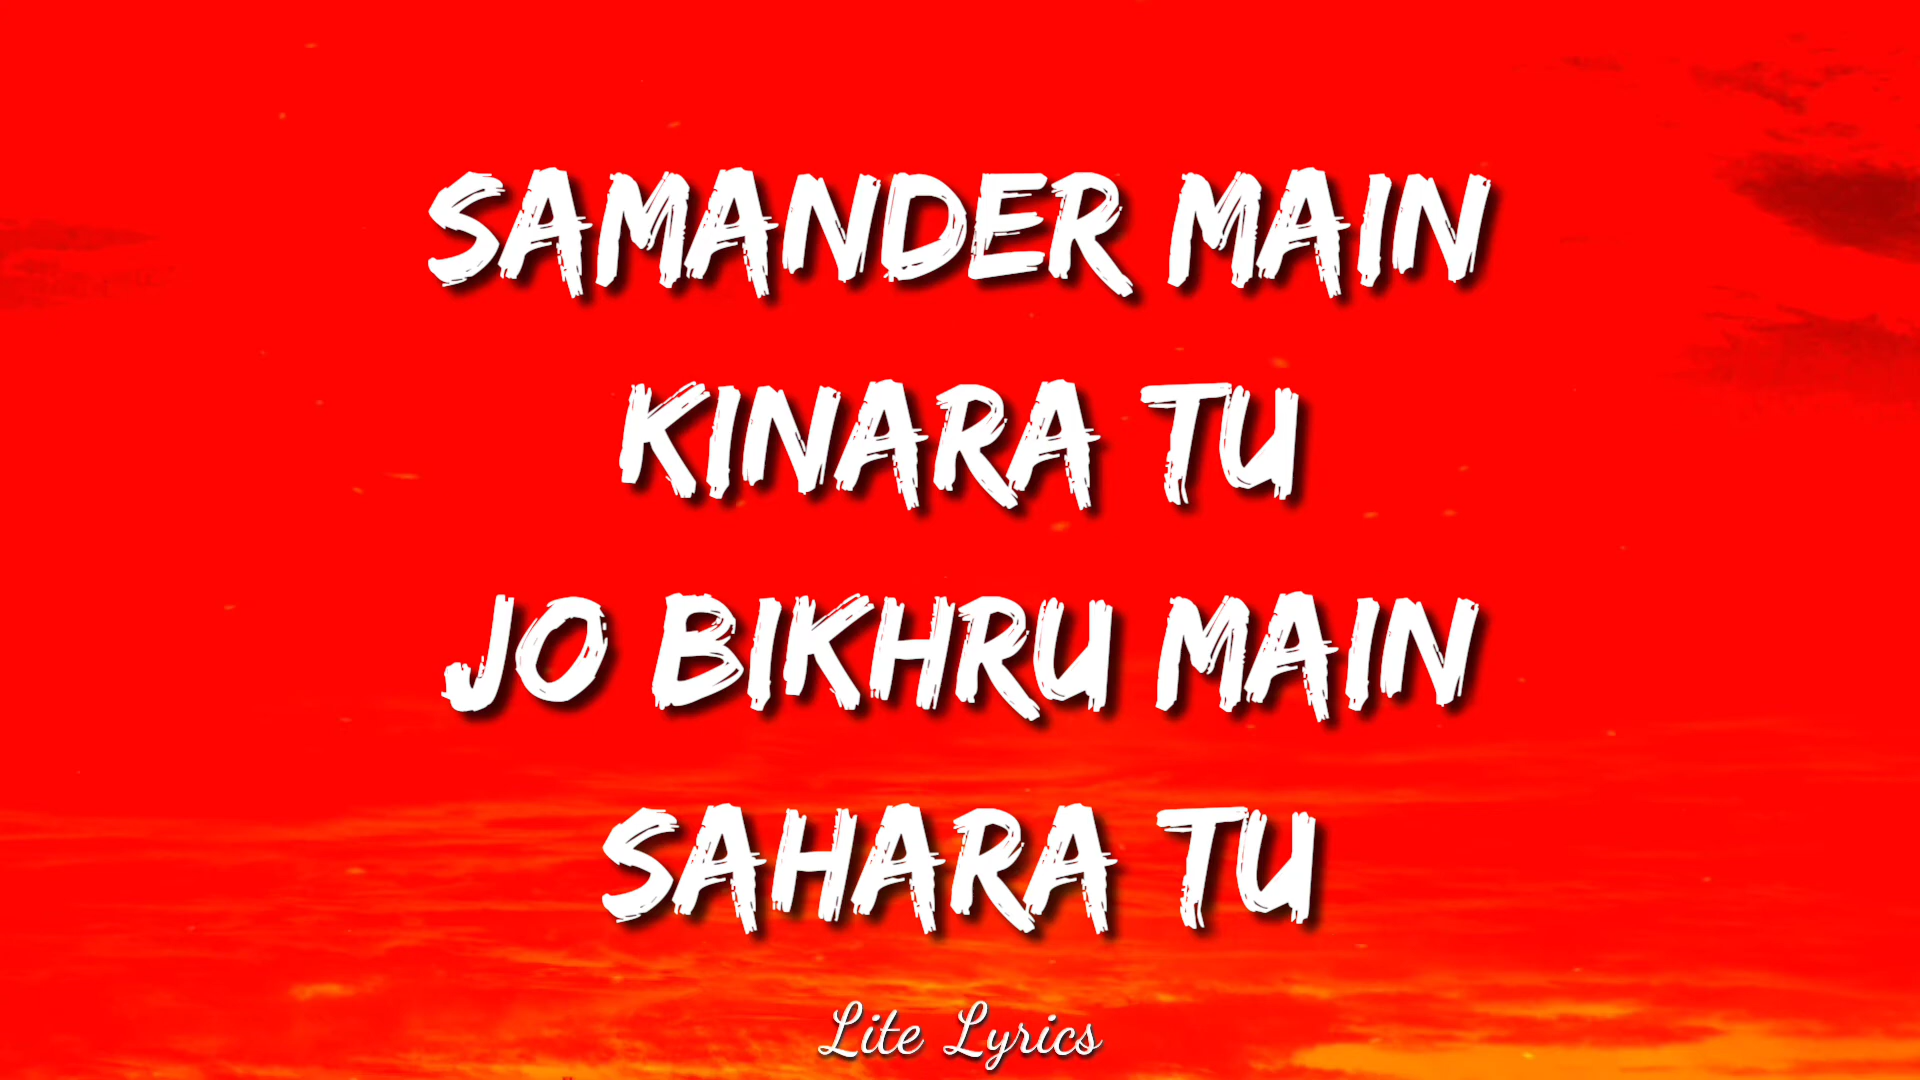 SAMANDER MAIN
KINARA TU
JO BIKHRU MAIN
SAHARA TU
Lite Lyrics